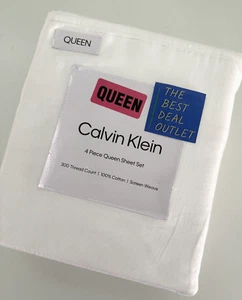 QUEEN
QUEEN
THE
BEST
DEAL
OUTLET
Calvin Klein
4 Piece Queen Sheet Set
300 Thread Count | 100% Cotton | Sateen Weave